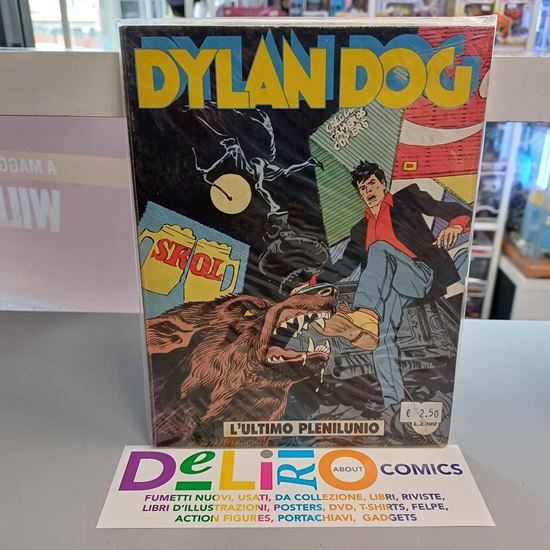 DYLAN DOG
SKOL
L'ULTIMO PLENILUNIO
€ 2.50
DeLiRiO ABOUT COMICS
FUMETTI NUOVI, USATI, DA COLLEZIONE, LIBRI, RIVISTE,
LIBRI D'ILLUSTRAZIONI, POSTERS, DVD, T-SHIRTS, FELPE,
ACTION FIGURES, PORTACHIAVI, GADGETS